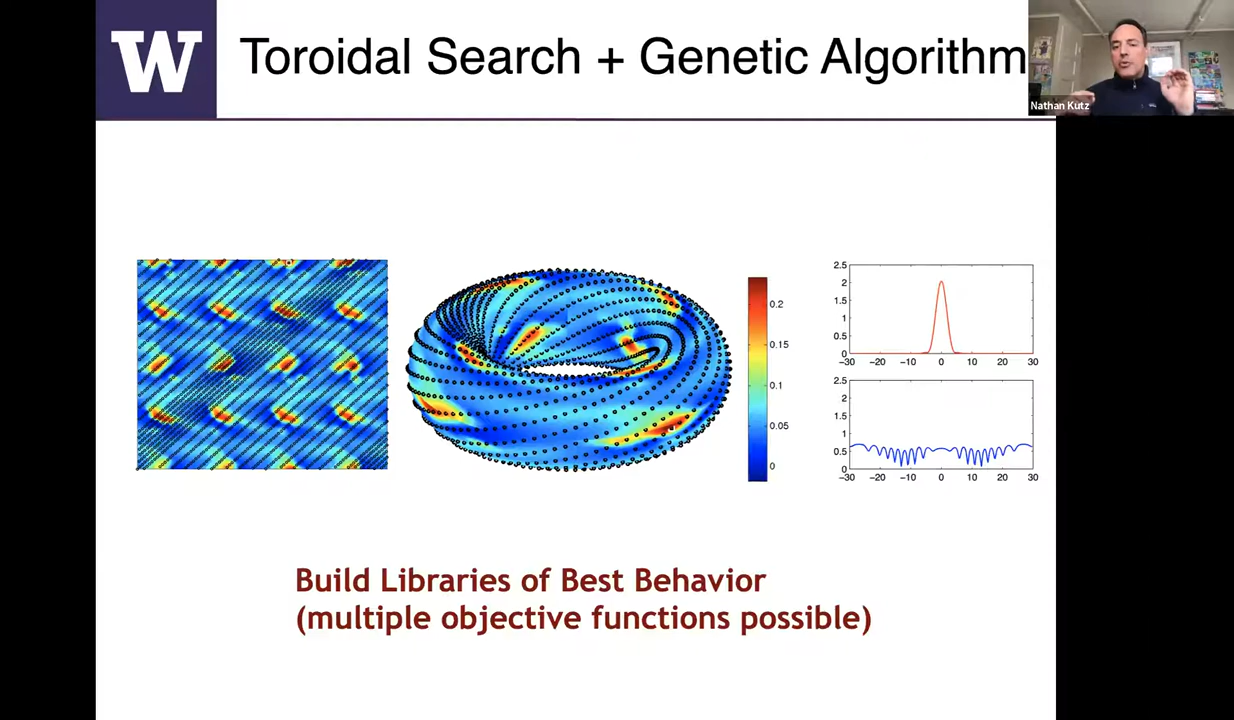 W
Toroidal Search + Genetic Algorithm
Nathan Kutz
0.2
0.15
0.1
0.05
0
2.5
2
1.5
1
0.5
0
-30 -20 -10 0 10 20 30
2.5
2
1.5
1
0.5
0
-30 -20 -10 0 10 20 30
Build Libraries of Best Behavior
(multiple objective functions possible)